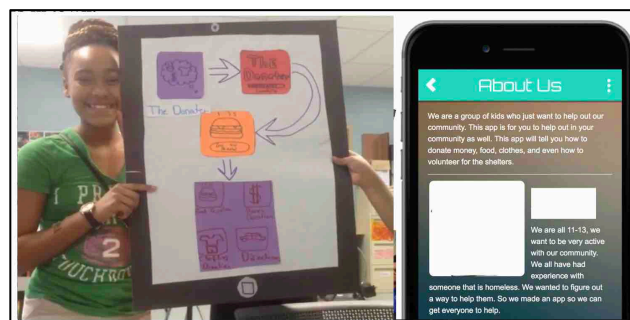 The
Donater
The Donater
I P
2
OUCHDO
About Us
We are a group of kids who just want to help out our
community. This app is for you to help out in your
community as well. This app will tell you how to
donate money, food, clothes, and even how to
volunteer for the shelters.
We are all 11-13, we
want to be very active
with our community.
We all have had
experience with
someone that is homeless. We wanted to figure out
a way to help them. So we made an app so we can
get everyone to help.